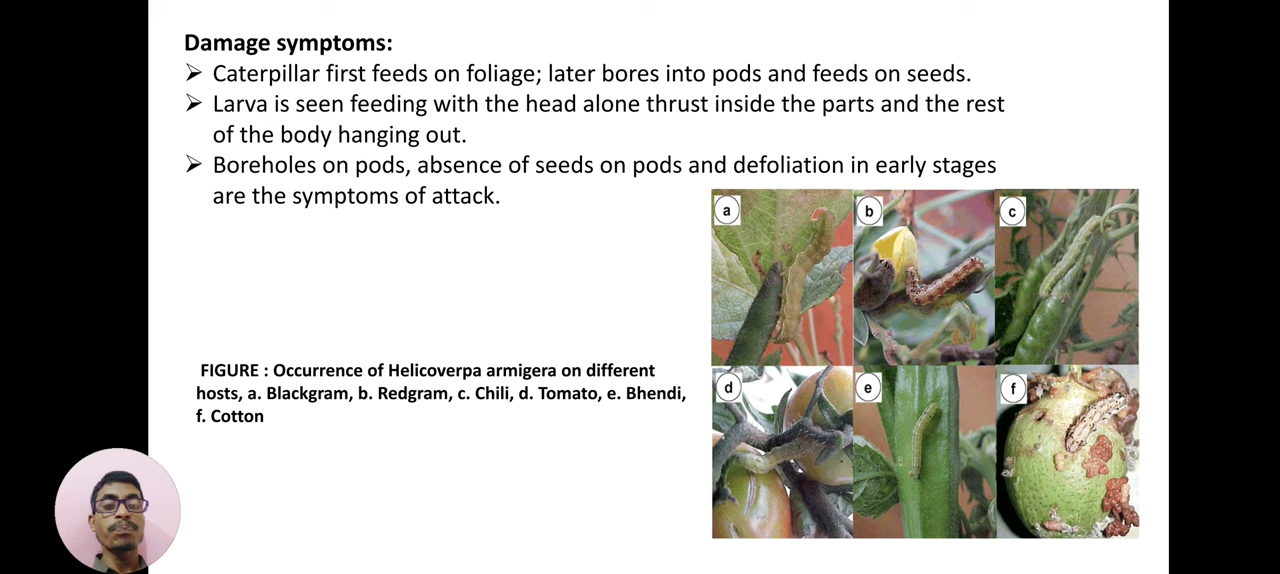 Damage symptoms:
➢ Caterpillar first feeds on foliage; later bores into pods and feeds on seeds.
➢ Larva is seen feeding with the head alone thrust inside the parts and the rest
of the body hanging out.
➢ Boreholes on pods, absence of seeds on pods and defoliation in early stages
are the symptoms of attack.
a
b
c
FIGURE : Occurrence of Helicoverpa armigera on different
hosts, a. Blackgram, b. Redgram, c. Chili, d. Tomato, e. Bhendi,
f. Cotton
d
e
f